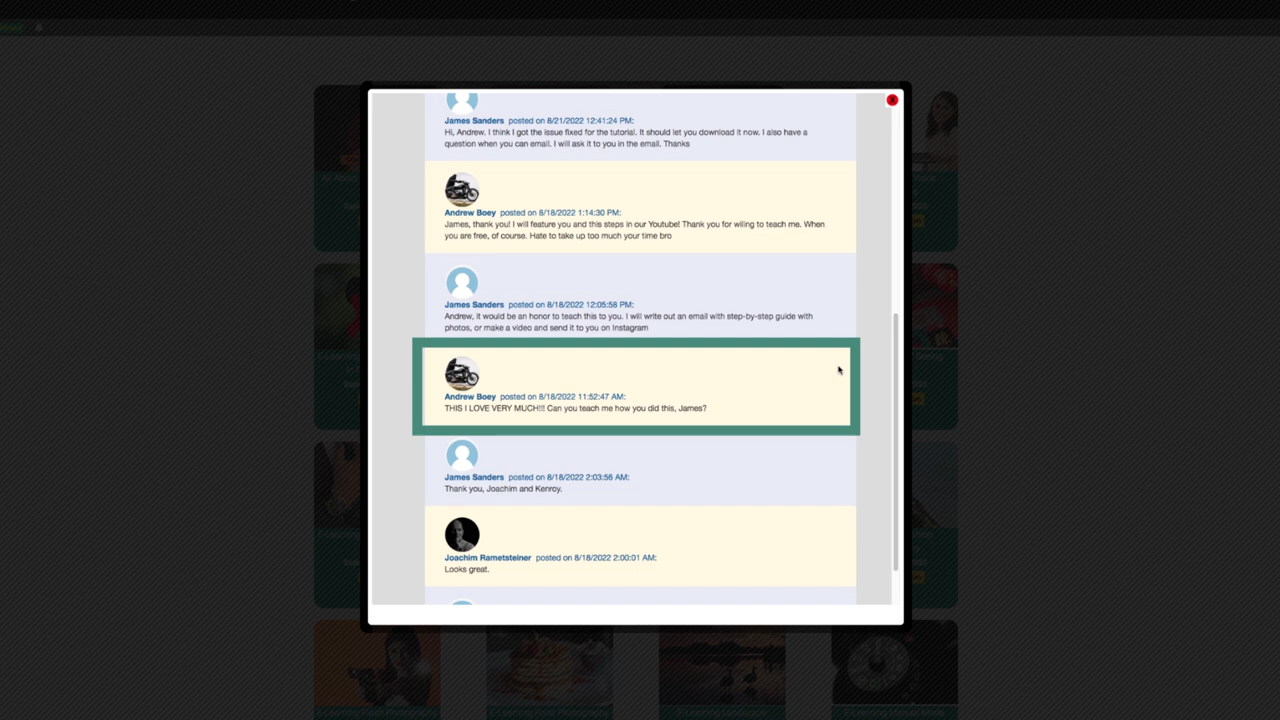 James Sanders posted on 8/21/2022 12:41:24 PM:
Hi, Andrew. I think I got the issue fixed for the tutorial. It should let you download it now. I also have a
question when you can email. I will ask it to you in the email. Thanks
Andrew Boey posted on 8/18/2022 1:14:30 PM:
James, thank you! I will feature you and this steps in our Youtube! Thank you for wiling to teach me. When
you are free, of course. Hate to take up too much your time bro
James Sanders posted on 8/18/2022 12:05:58 PM:
Andrew, it would be an honor to teach this to you. I will write out an email with step-by-step guide with
photos, or make a video and send it to you on Instagram
Andrew Boey posted on 8/18/2022 11:52:47 AM:
THIS I LOVE VERY MUCH!!! Can you teach me how you did this, James?
James Sanders posted on 8/18/2022 2:03:56 AM:
Thank you, Joachim and Kenroy.
Joachim Rametsteiner posted on 8/18/2022 2:00:01 AM:
Looks great.